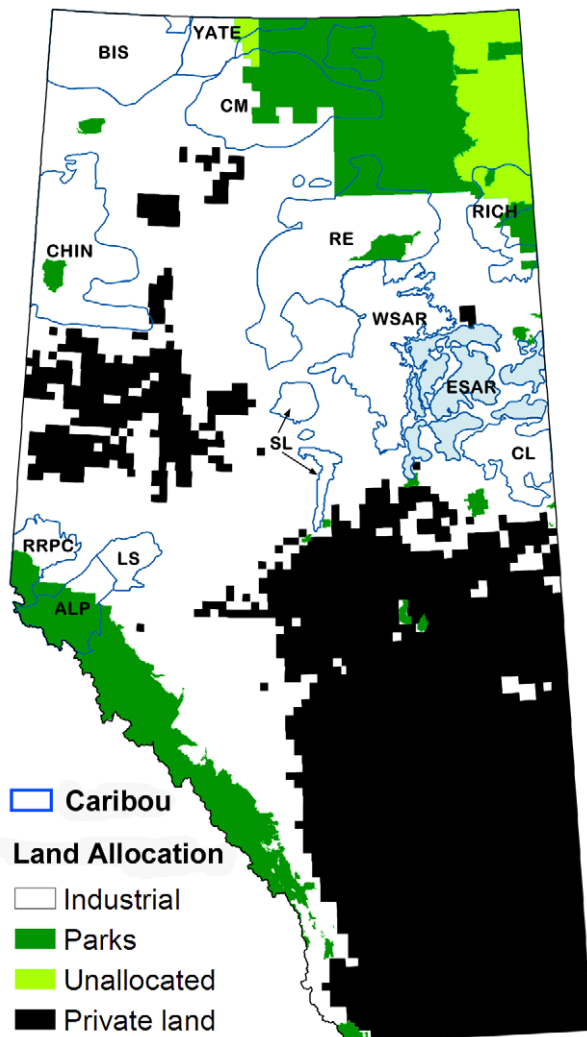 BIS
YATE
CM
RICH
CHIN
RE
WSAR
ESAR
SL
CL
RRPC
LS
ALP
Caribou
Land Allocation
Industrial
Parks
Unallocated
Private land